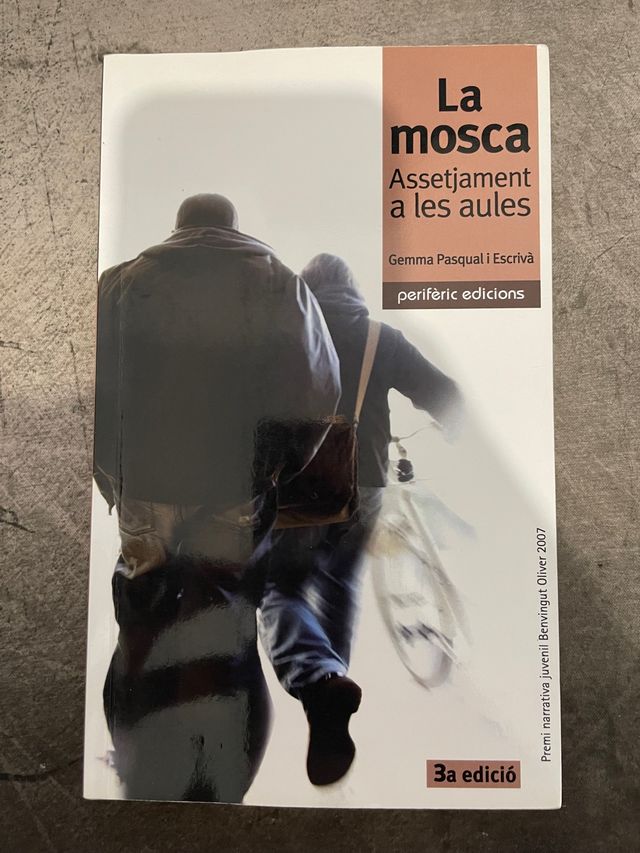 La
mosca
Assetjament
a les aules
Gemma Pasqual i Escrivà
perifèric edicions
Premi narrativa juvenil Benvingut Oliver 2007
3a edició